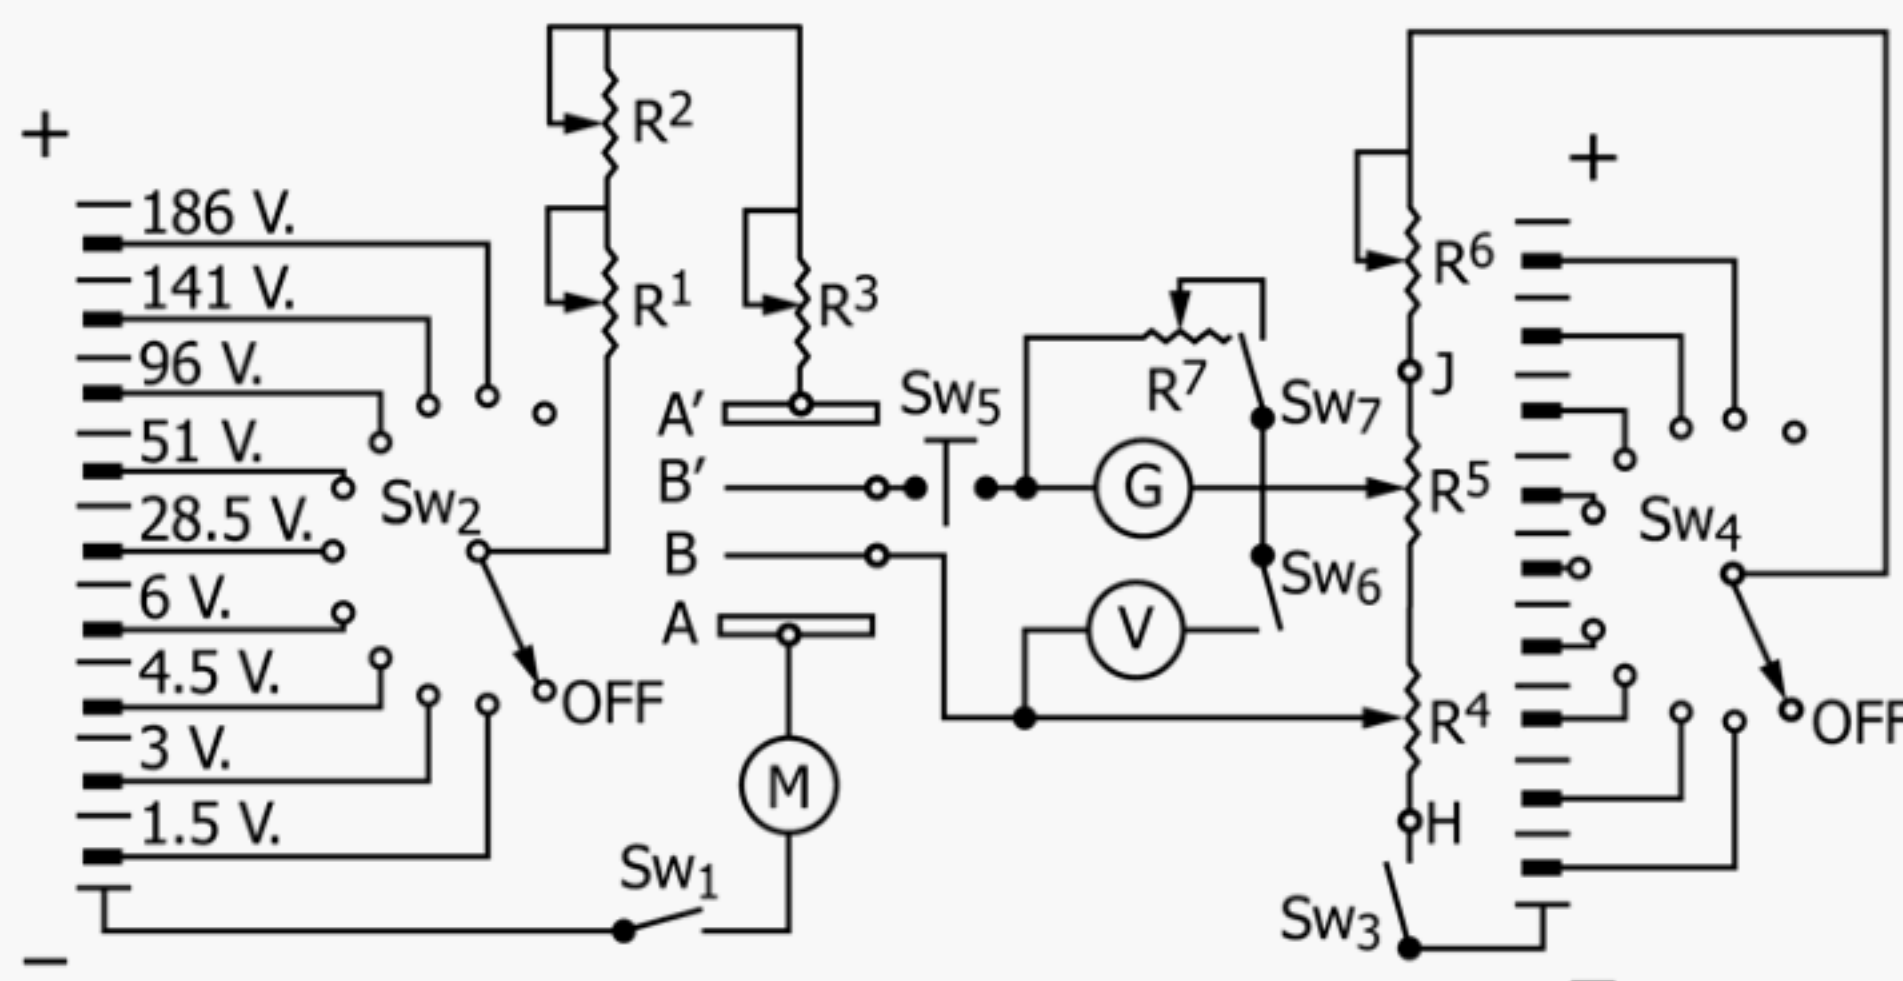 +
186 V.
141 V.
96 V.
51 V.
28.5 V.
6 V.
4.5 V.
3 V.
1.5 V.
−
Sw2
OFF
Sw1
R2
R1
R3
A′
B′
B
A
M
Sw5
R7
Sw7
G
Sw6
V
R6
J
R5
R4
H
Sw3
+
Sw4
OFF